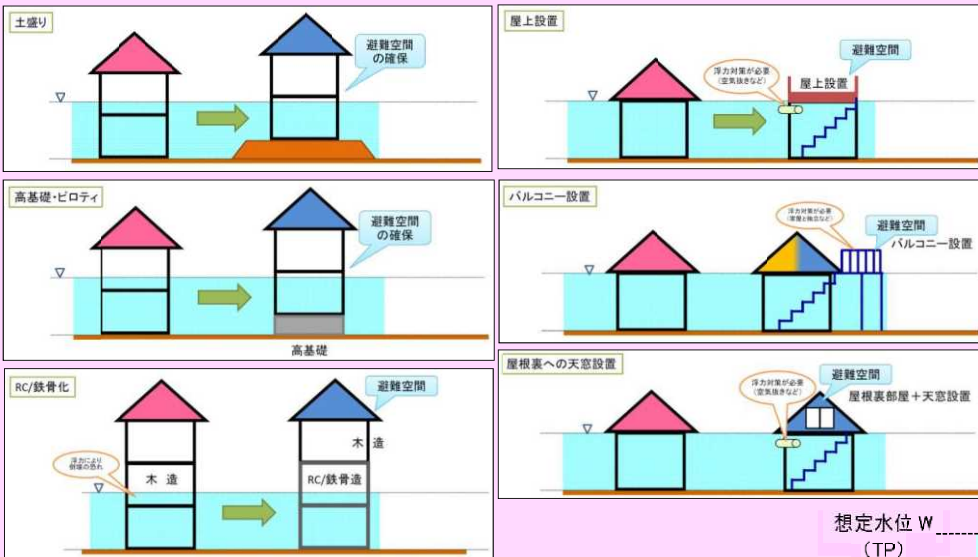 土盛り
避難空間
の確保
高基礎・ピロティ
避難空間
の確保
高基礎
RC/鉄骨化
避難空間
木 造
浮力により
倒壊の恐れ
木 造
RC/鉄骨造
屋上設置
避難空間
浮力対策が必要
(空気抜きなど)
屋上設置
バルコニー設置
浮力対策が必要
避難空間
バルコニー設置
屋根裏への天窓設置
浮力対策が必要
(空気抜きなど)
避難空間
屋根裏部屋+天窓設置
想定水位 W
(TP)